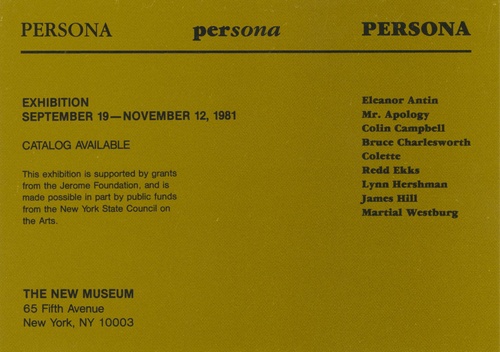 PERSONA persona PERSONA
EXHIBITION
SEPTEMBER 19—NOVEMBER 12, 1981
CATALOG AVAILABLE
This exhibition is supported by grants
from the Jerome Foundation, and is
made possible in part by public funds
from the New York State Council on
the Arts.
Eleanor Antin
Mr. Apology
Colin Campbell
Bruce Charlesworth
Colette
Redd Ekks
Lynn Hershman
James Hill
Martial Westburg
THE NEW MUSEUM
65 Fifth Avenue
New York, NY 10003